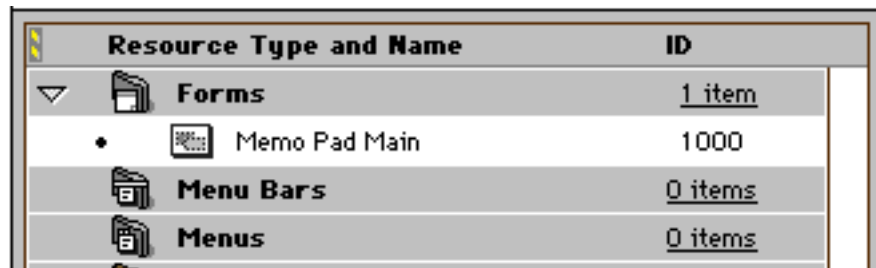 Resource Type and Name ID
Forms 1 item
Memo Pad Main 1000
Menu Bars 0 items
Menus 0 items